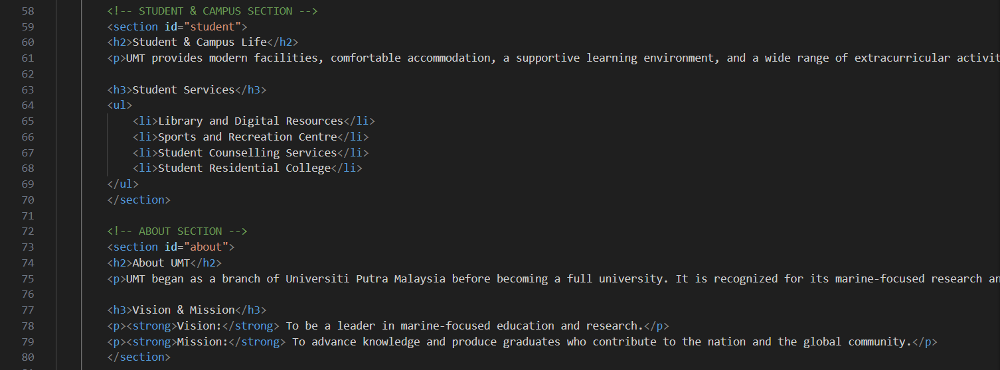 58 <!-- STUDENT & CAMPUS SECTION -->
59 <section id="student">
60 <h2>Student & Campus Life</h2>
61 <p>UMT provides modern facilities, comfortable accommodation, a supportive learning environment, and a wide range of extracurricular activit
62
63 <h3>Student Services</h3>
64 <ul>
65 <li>Library and Digital Resources</li>
66 <li>Sports and Recreation Centre</li>
67 <li>Student Counselling Services</li>
68 <li>Student Residential College</li>
69 </ul>
70 </section>
71
72 <!-- ABOUT SECTION -->
73 <section id="about">
74 <h2>About UMT</h2>
75 <p>UMT began as a branch of Universiti Putra Malaysia before becoming a full university. It is recognized for its marine-focused research an
76
77 <h3>Vision & Mission</h3>
78 <p><strong>Vision:</strong> To be a leader in marine-focused education and research.</p>
79 <p><strong>Mission:</strong> To advance knowledge and produce graduates who contribute to the nation and the global community.</p>
80 </section>